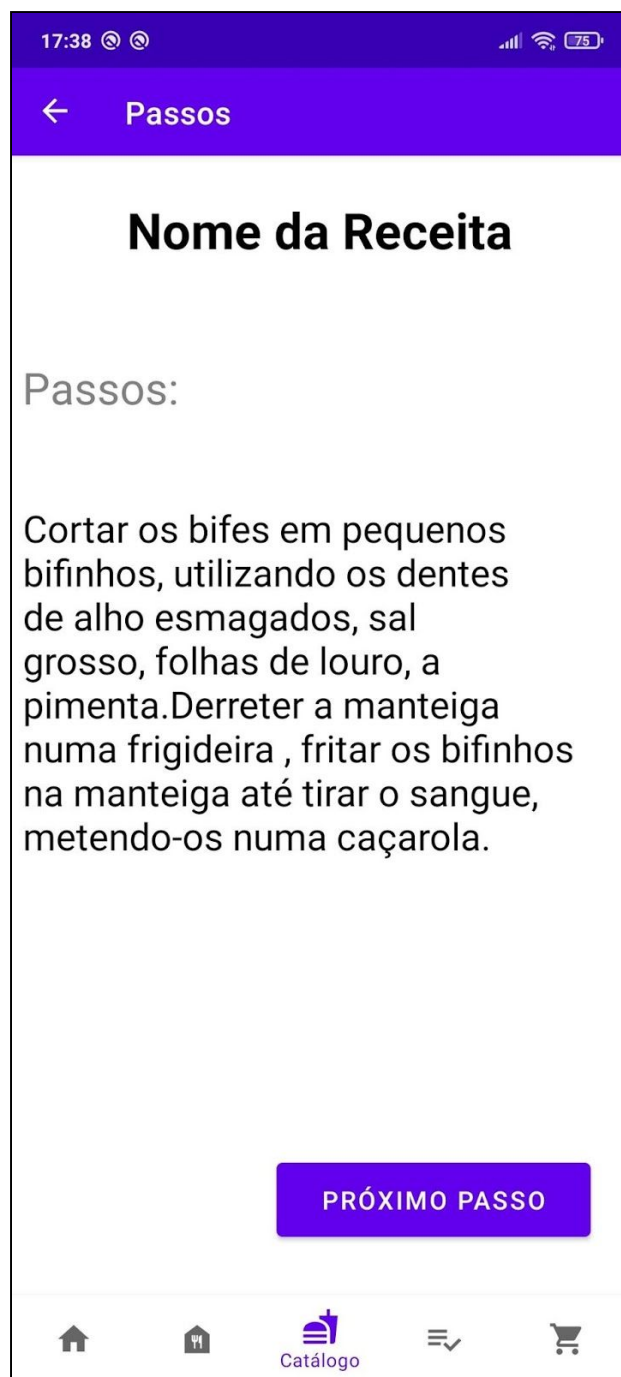 17:38
75
Passos
Nome da Receita
Passos:
Cortar os bifes em pequenos
bifinhos, utilizando os dentes
de alho esmagados, sal
grosso, folhas de louro, a
pimenta.Derreter a manteiga
numa frigideira , fritar os bifinhos
na manteiga até tirar o sangue,
metendo-os numa caçarola.
PRÓXIMO PASSO
Catálogo